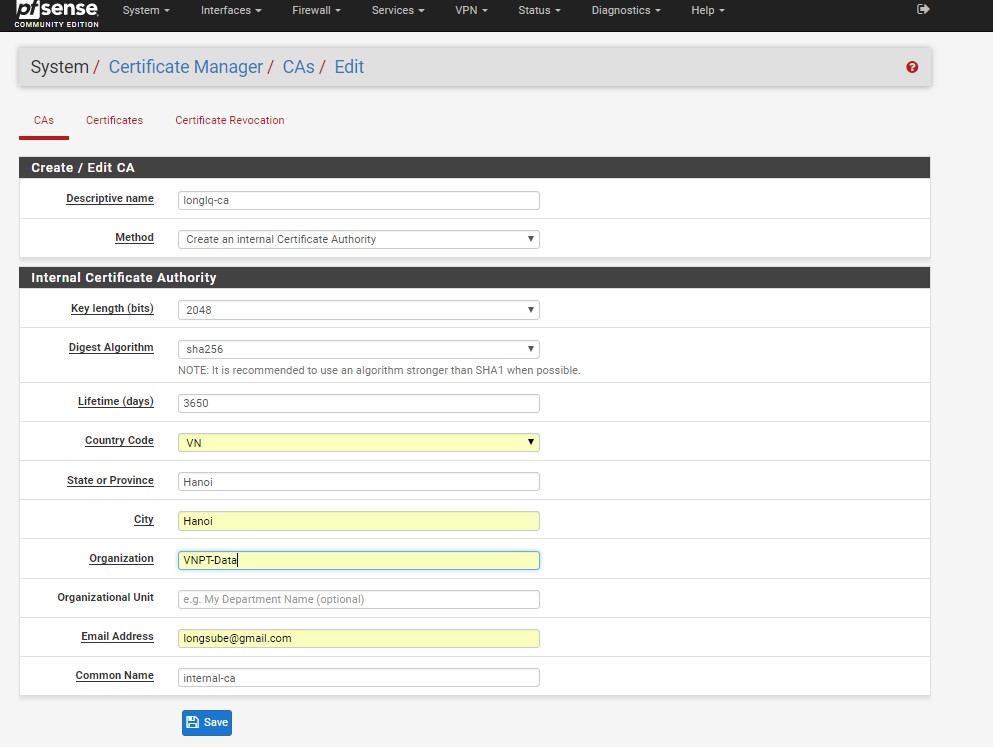 pfsense
COMMUNITY EDITION
System Interfaces Firewall Services VPN Status Diagnostics Help
System / Certificate Manager / CAs / Edit
CAs Certificates Certificate Revocation
Create / Edit CA
Descriptive name longlq-ca
Method Create an internal Certificate Authority
Internal Certificate Authority
Key length (bits) 2048
Digest Algorithm sha256
NOTE: It is recommended to use an algorithm stronger than SHA1 when possible.
Lifetime (days) 3650
Country Code VN
State or Province Hanoi
City Hanoi
Organization VNPT-Data
Organizational Unit e.g. My Department Name (optional)
Email Address longsube@gmail.com
Common Name internal-ca
Save